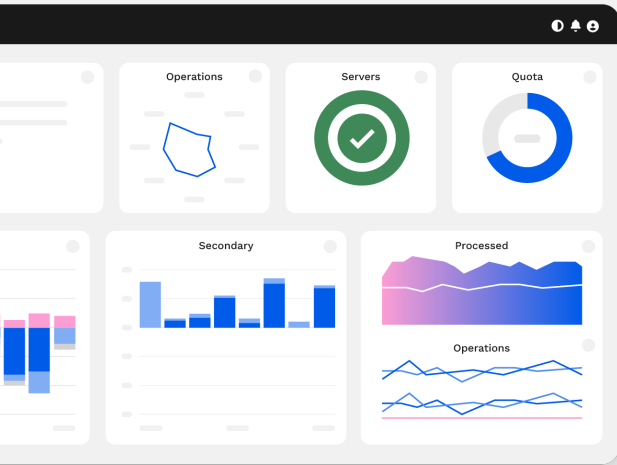 Operations
Servers
Quota
Secondary
Processed
Operations